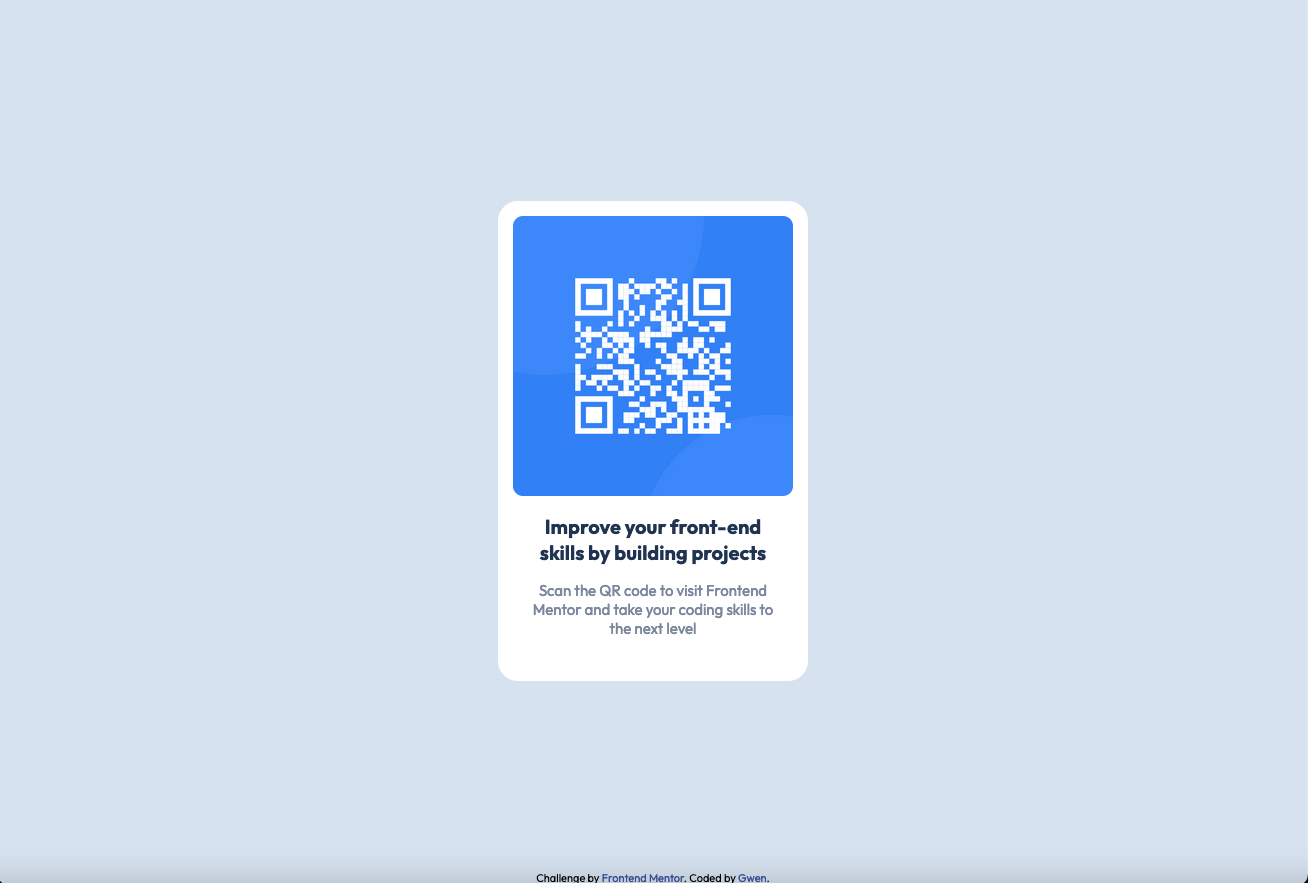 Improve your front-end
skills by building projects
Scan the QR code to visit Frontend
Mentor and take your coding skills to
the next level
Challenge by Frontend Mentor. Coded by Gwen.